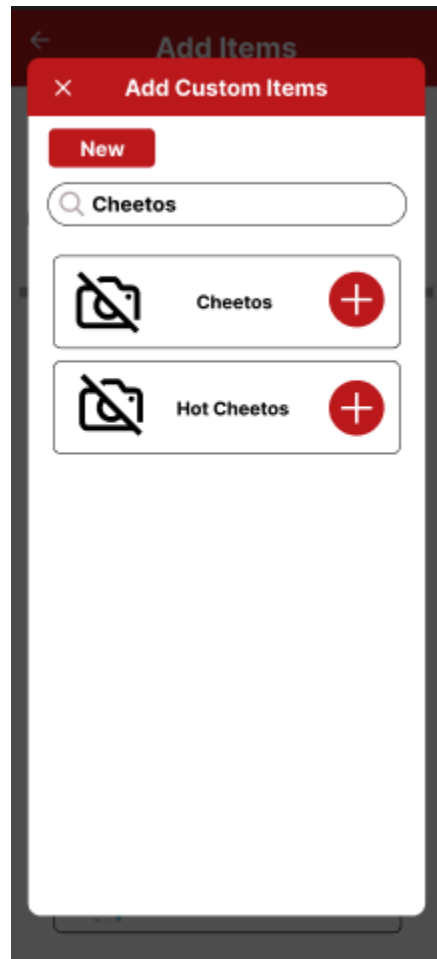 Add Items
Add Custom Items
New
Cheetos
Cheetos
Hot Cheetos